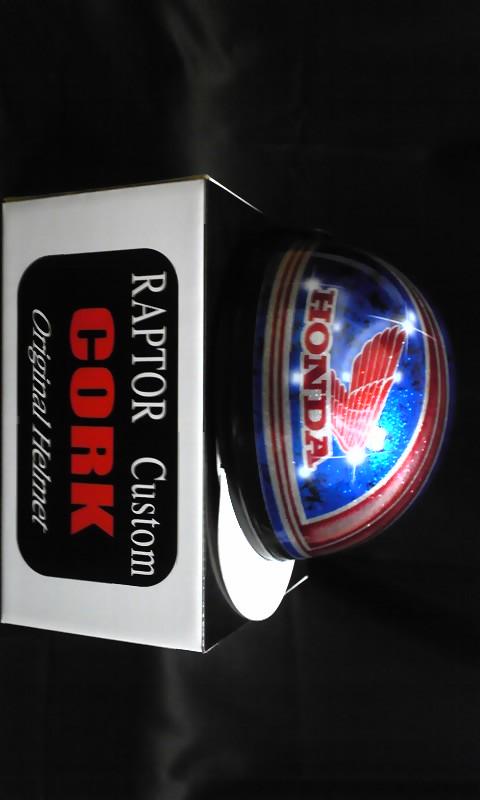 HONDA
RAPTOR Custom
CORK
Original Helmet